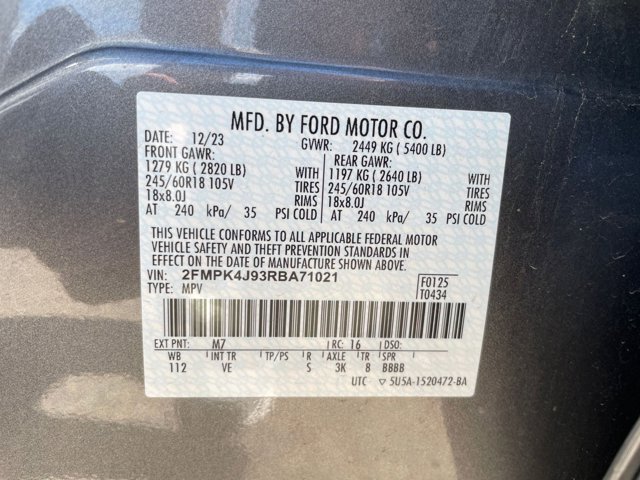 MFD. BY FORD MOTOR CO.
DATE: 12/23 GVWR: 2449 KG ( 5400 LB)
FRONT GAWR: REAR GAWR:
1279 KG ( 2820 LB) WITH 1197 KG ( 2640 LB) WITH
245/60R18 105V TIRES 245/60R18 105V TIRES
18x8.0J RIMS 18x8.0J RIMS
AT 240 kPa/ 35 PSI COLD AT 240 kPa/ 35 PSI COLD
THIS VEHICLE CONFORMS TO ALL APPLICABLE FEDERAL MOTOR
VEHICLE SAFETY AND THEFT PREVENTION STANDARDS IN
EFFECT ON THE DATE OF MANUFACTURE SHOWN ABOVE.
VIN: 2FMPK4J93RBA71021 F0125
TYPE: MPV T0434
EXT PNT: M7 RC: 16 DSO:
WB INT TR TP/PS R AXLE TR SPR
112 VE S 3K 8 BBBB
UTC ▽ 5U5A-1520472-BA